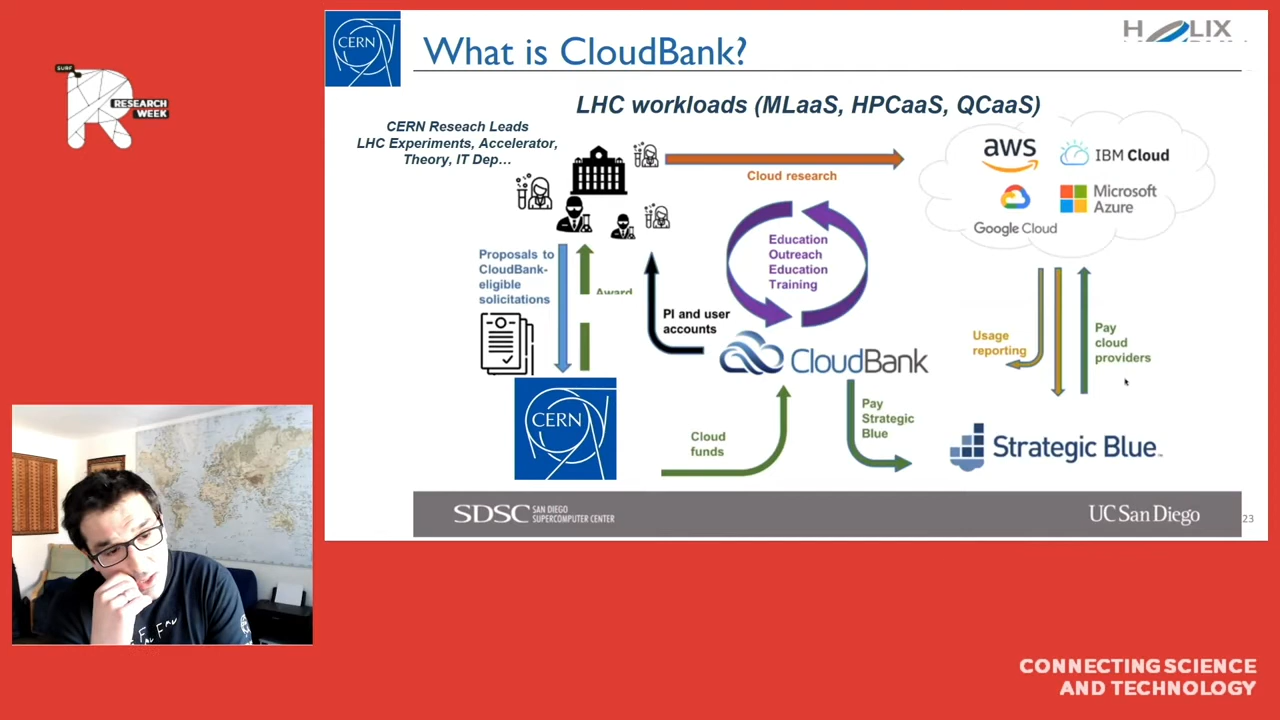 SURF
RESEARCH
WEEK
CERN
What is CloudBank?
LHC workloads (MLaaS, HPCaaS, QCaaS)
CERN Reseach Leads
LHC Experiments, Accelerator,
Theory, IT Dep…
Cloud research
aws
IBM Cloud
Google Cloud
Microsoft
Azure
Education
Outreach
Education
Training
Proposals to
CloudBank-
eligible
solicitations
Award
PI and user
accounts
CloudBank
Usage
reporting
Pay
cloud
providers
CERN
Cloud
funds
Pay
Strategic
Blue
Strategic Blue
SDSC SAN DIEGO
SUPERCOMPUTER CENTER
UC San Diego
23
CONNECTING SCIENCE
AND TECHNOLOGY